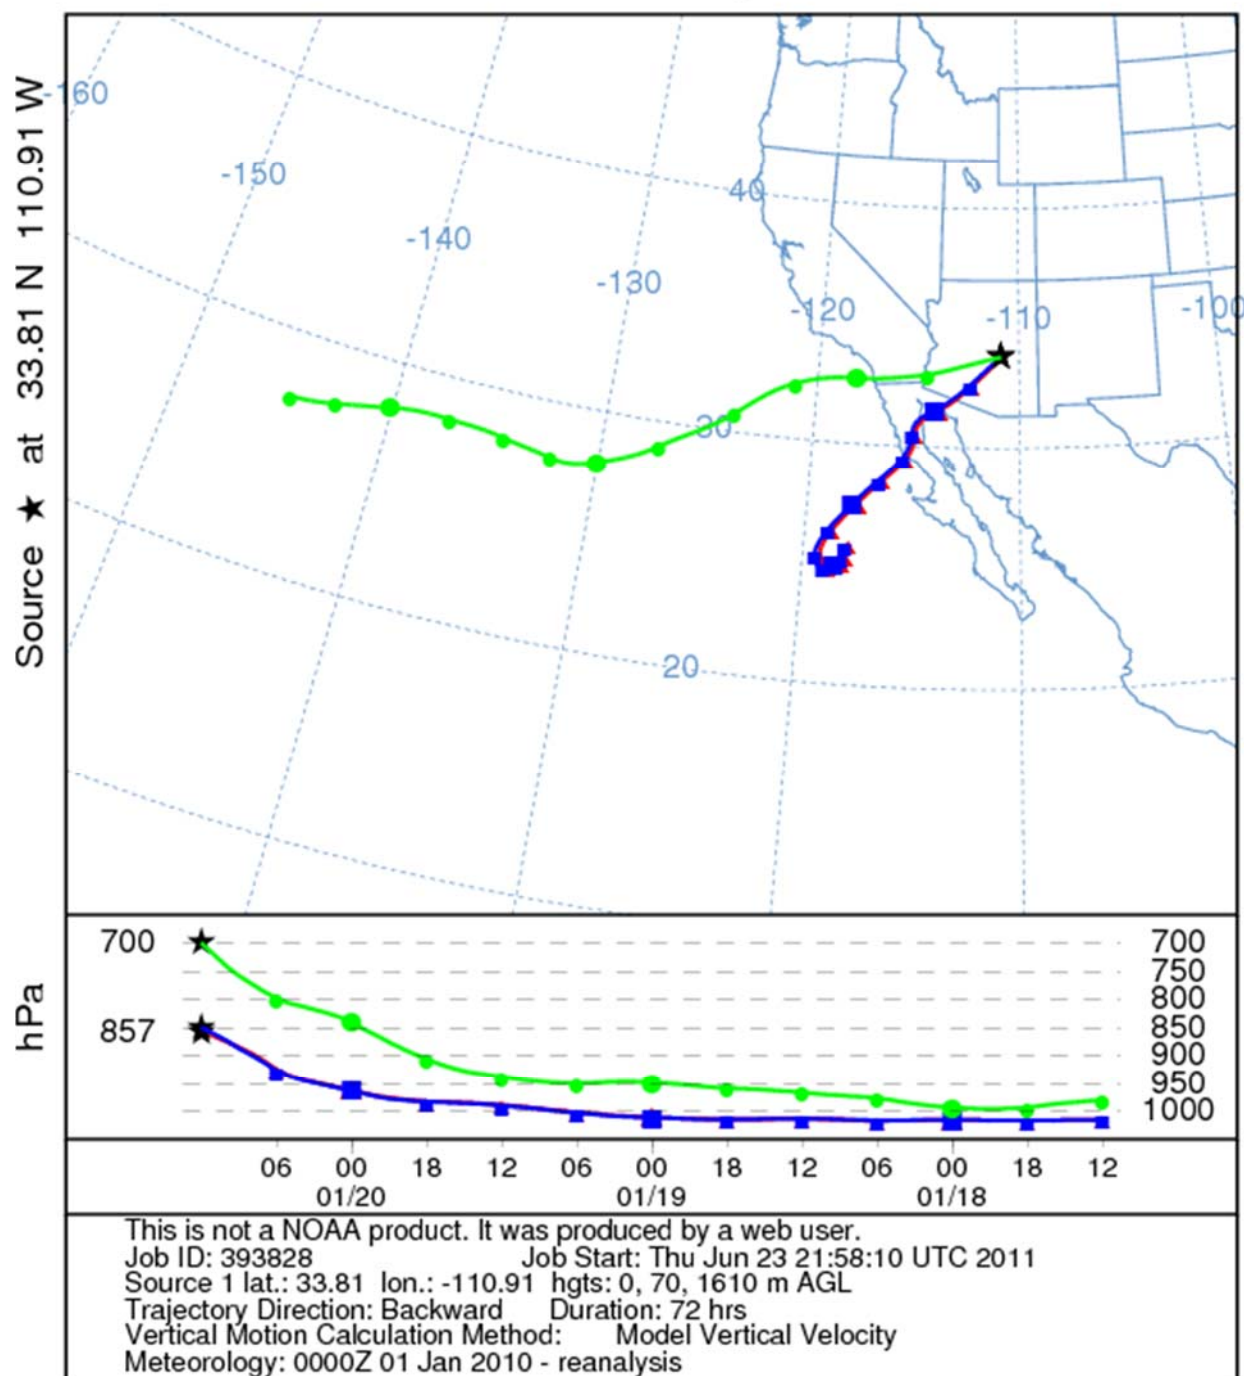 Source ★ at 33.81 N 110.91 W
-160
-150
-140
-130
-120
-110
-100
40
30
20
hPa
700 700
750
800
857 850
900
950
1000
06 00 18 12 06 00 18 12 06 00 18 12
01/20 01/19 01/18
This is not a NOAA product. It was produced by a web user.
Job ID: 393828 Job Start: Thu Jun 23 21:58:10 UTC 2011
Source 1 lat.: 33.81 lon.: -110.91 hgts: 0, 70, 1610 m AGL
Trajectory Direction: Backward Duration: 72 hrs
Vertical Motion Calculation Method: Model Vertical Velocity
Meteorology: 0000Z 01 Jan 2010 - reanalysis